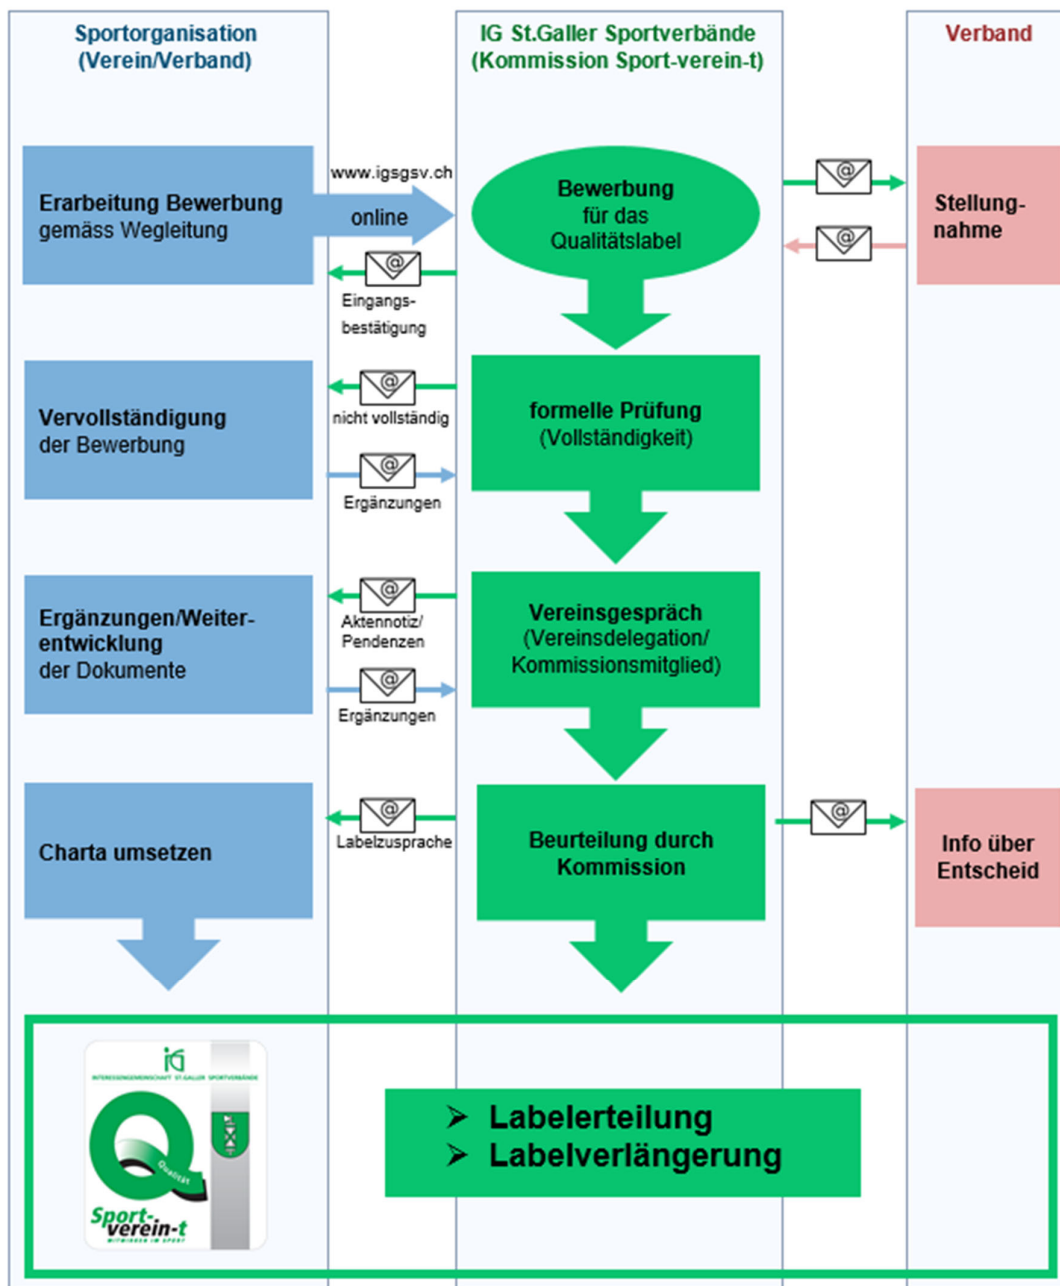 Sportorganisation
(Verein/Verband)
IG St.Galler Sportverbände
(Kommission Sport-verein-t)
Verband
Erarbeitung Bewerbung
gemäss Wegleitung
www.igsgsv.ch
online
Bewerbung
für das
Qualitätslabel
@
@
Stellung-
nahme
@
Eingangs-
bestätigung
Vervollständigung
der Bewerbung
@
nicht vollständig
@
Ergänzungen
formelle Prüfung
(Vollständigkeit)
Ergänzungen/Weiter-
entwicklung
der Dokumente
@
Aktennotiz/
Pendenzen
@
Ergänzungen
Vereinsgespräch
(Vereinsdelegation/
Kommissionsmitglied)
Charta umsetzen
@
Labelzusprache
Beurteilung durch
Kommission
@
Info über
Entscheid
iG
INTERESSENGEMEINSCHAFT ST.GALLER SPORTVERBÄNDE
Q
Qualität
Sport-
verein-t
MITWIRKEN IM SPORT
➢ Labelerteilung
➢ Labelverlängerung